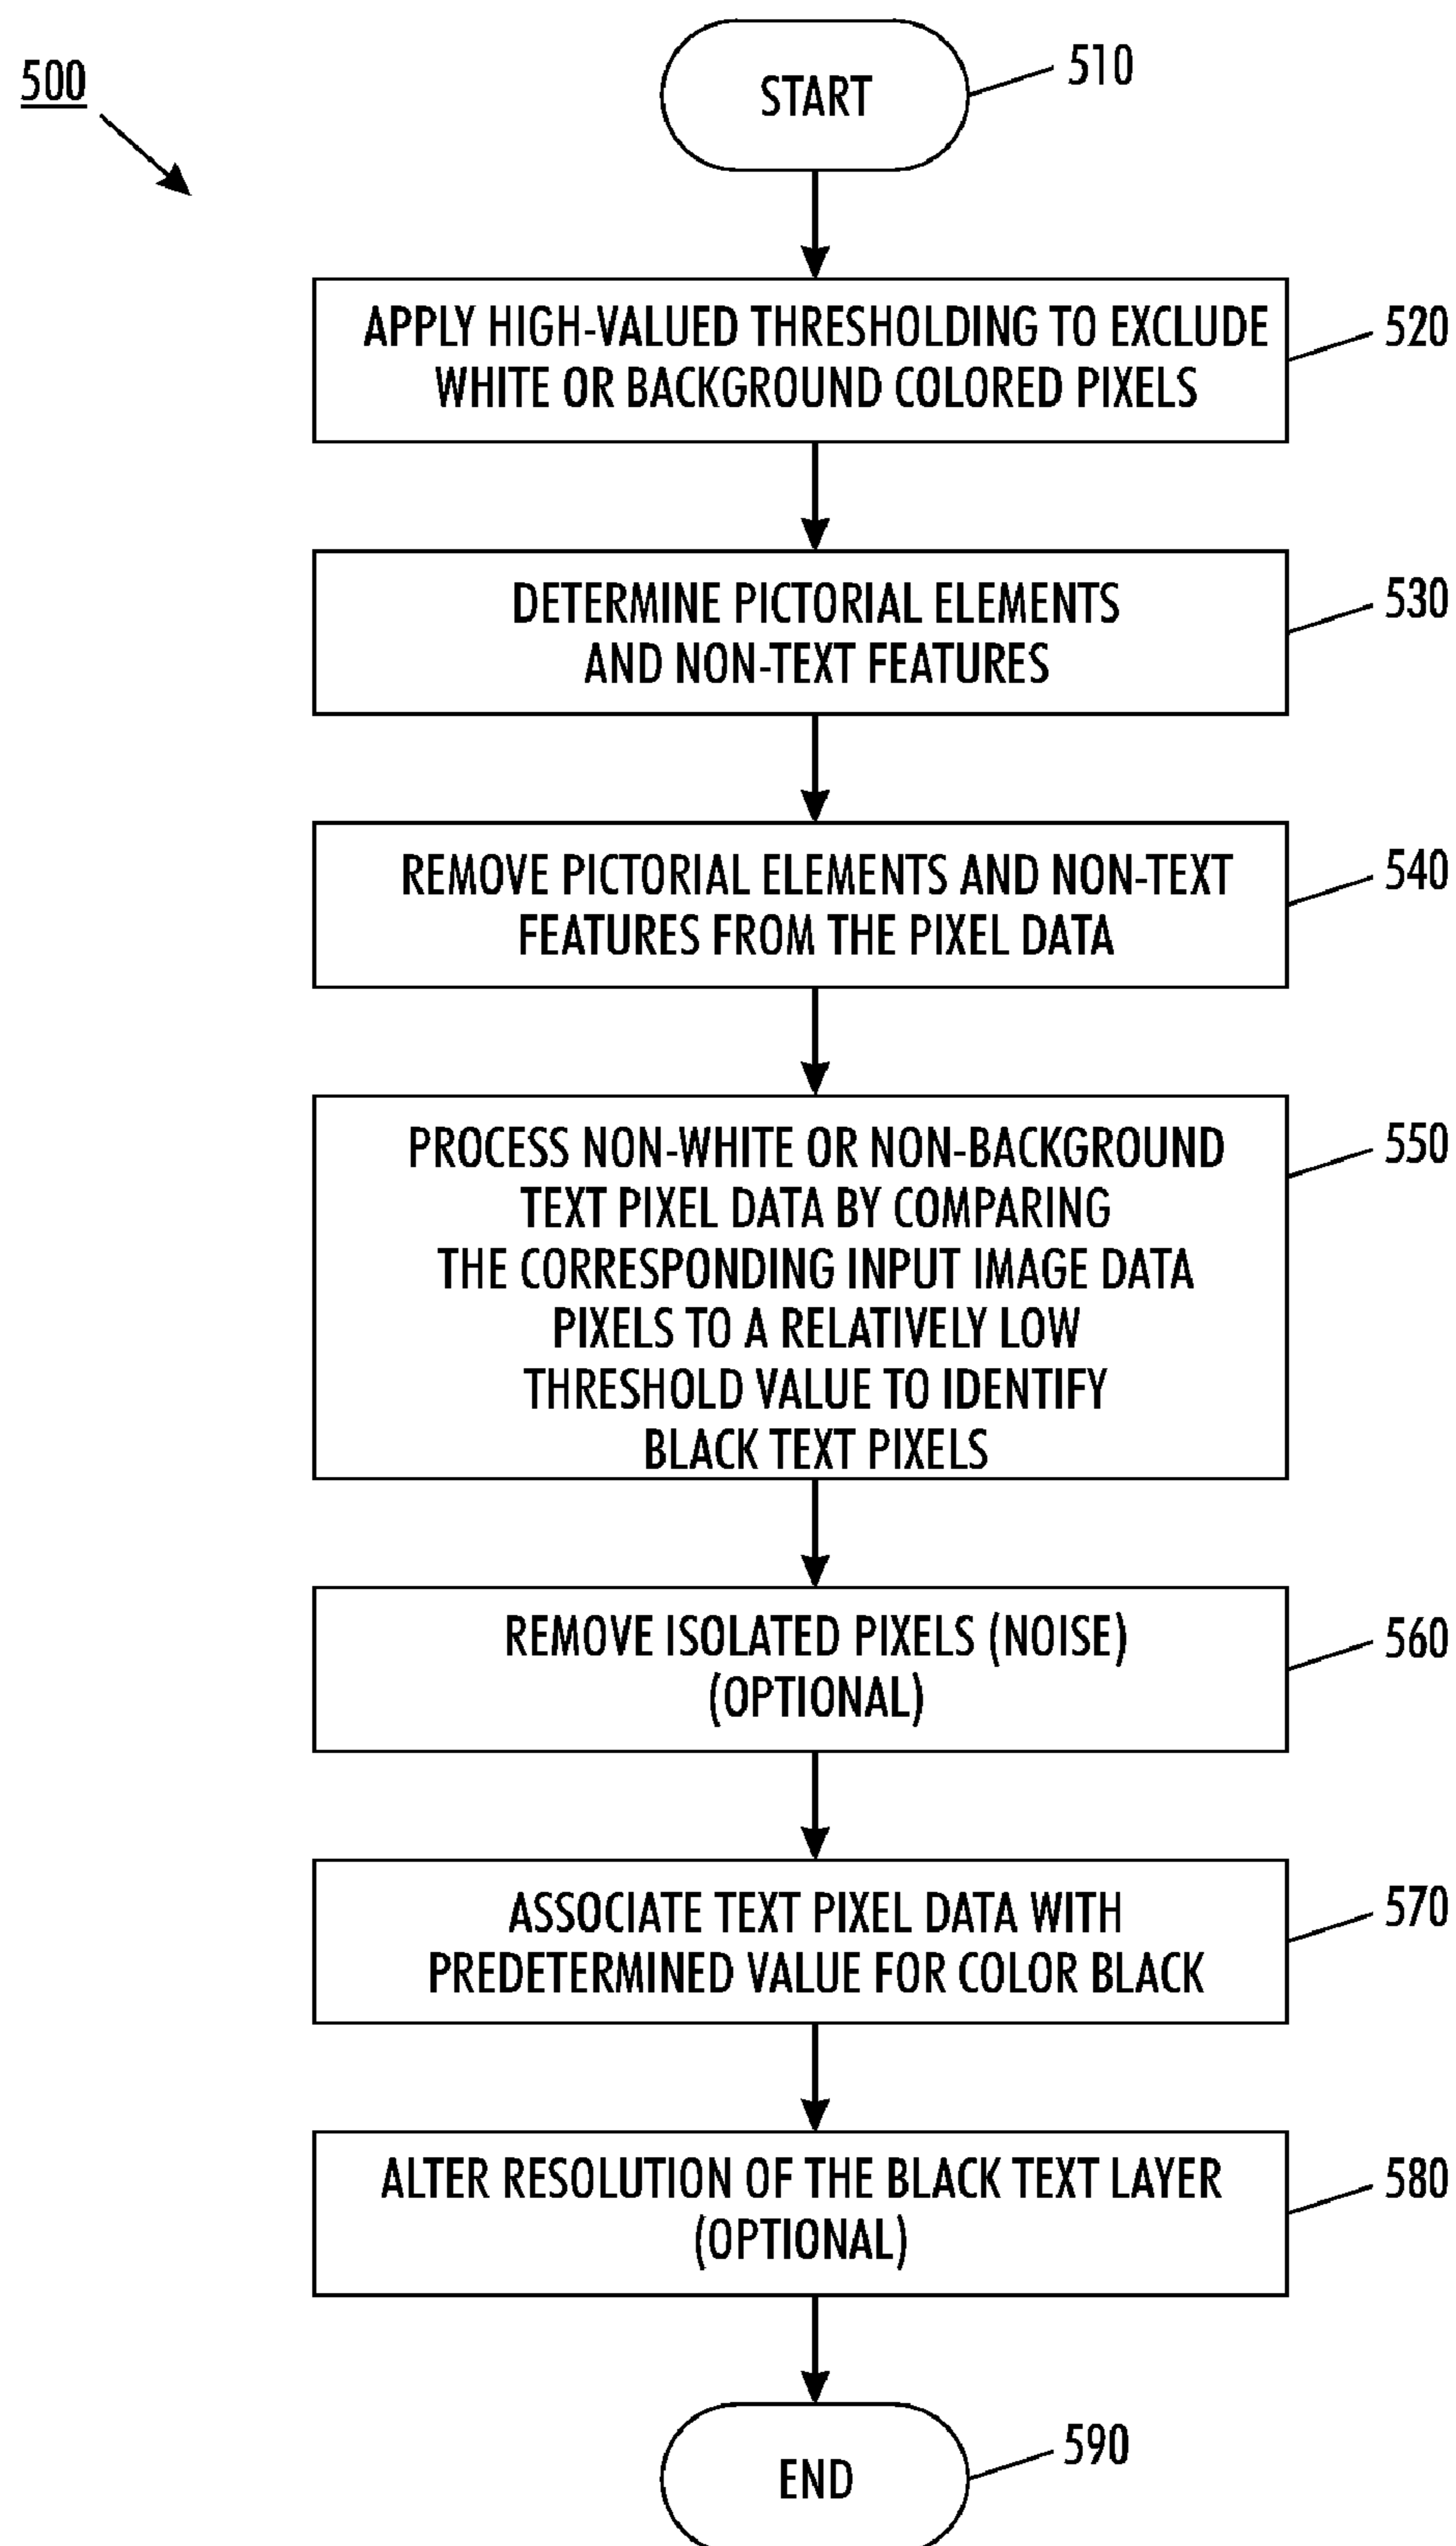 500
START
510
APPLY HIGH-VALUED THRESHOLDING TO EXCLUDE
WHITE OR BACKGROUND COLORED PIXELS
520
DETERMINE PICTORIAL ELEMENTS
AND NON-TEXT FEATURES
530
REMOVE PICTORIAL ELEMENTS AND NON-TEXT
FEATURES FROM THE PIXEL DATA
540
PROCESS NON-WHITE OR NON-BACKGROUND
TEXT PIXEL DATA BY COMPARING
THE CORRESPONDING INPUT IMAGE DATA
PIXELS TO A RELATIVELY LOW
THRESHOLD VALUE TO IDENTIFY
BLACK TEXT PIXELS
550
REMOVE ISOLATED PIXELS (NOISE)
(OPTIONAL)
560
ASSOCIATE TEXT PIXEL DATA WITH
PREDETERMINED VALUE FOR COLOR BLACK
570
ALTER RESOLUTION OF THE BLACK TEXT LAYER
(OPTIONAL)
580
END
590